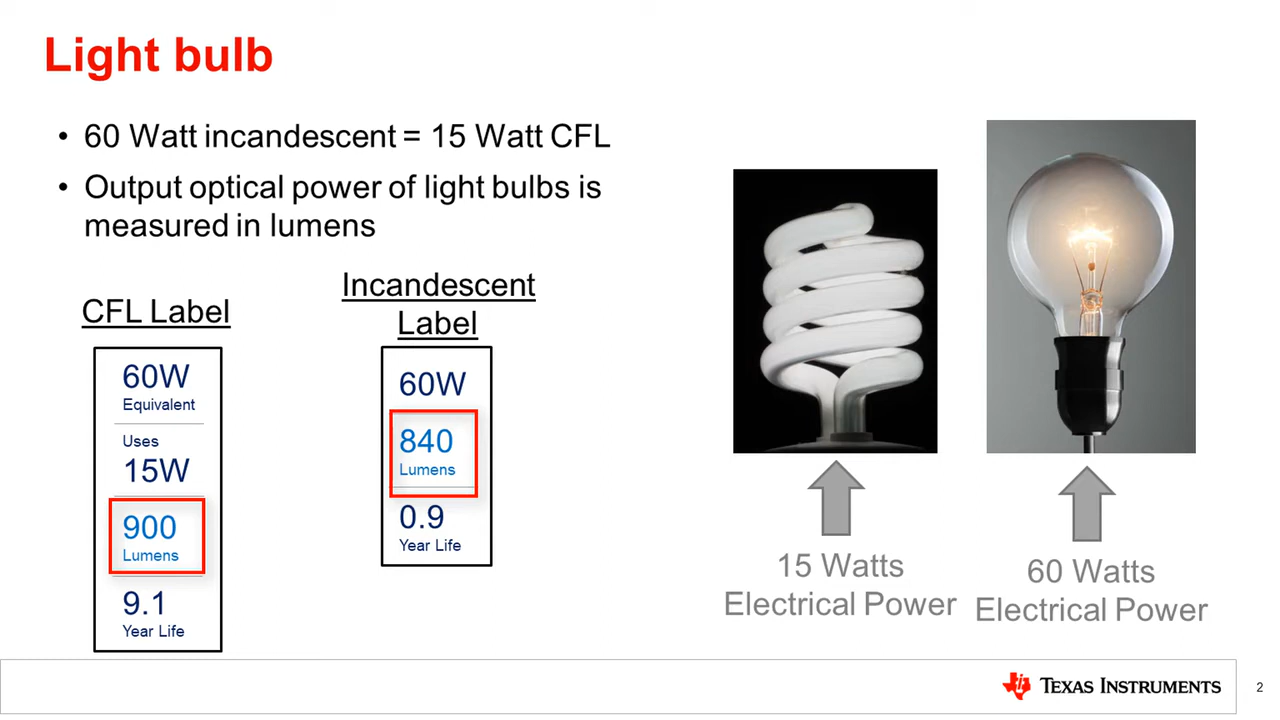 Light bulb
• 60 Watt incandescent = 15 Watt CFL
• Output optical power of light bulbs is
measured in lumens
CFL Label
60W
Equivalent
Uses
15W
900
Lumens
9.1
Year Life
Incandescent
Label
60W
840
Lumens
0.9
Year Life
15 Watts
Electrical Power
60 Watts
Electrical Power
TEXAS INSTRUMENTS
2